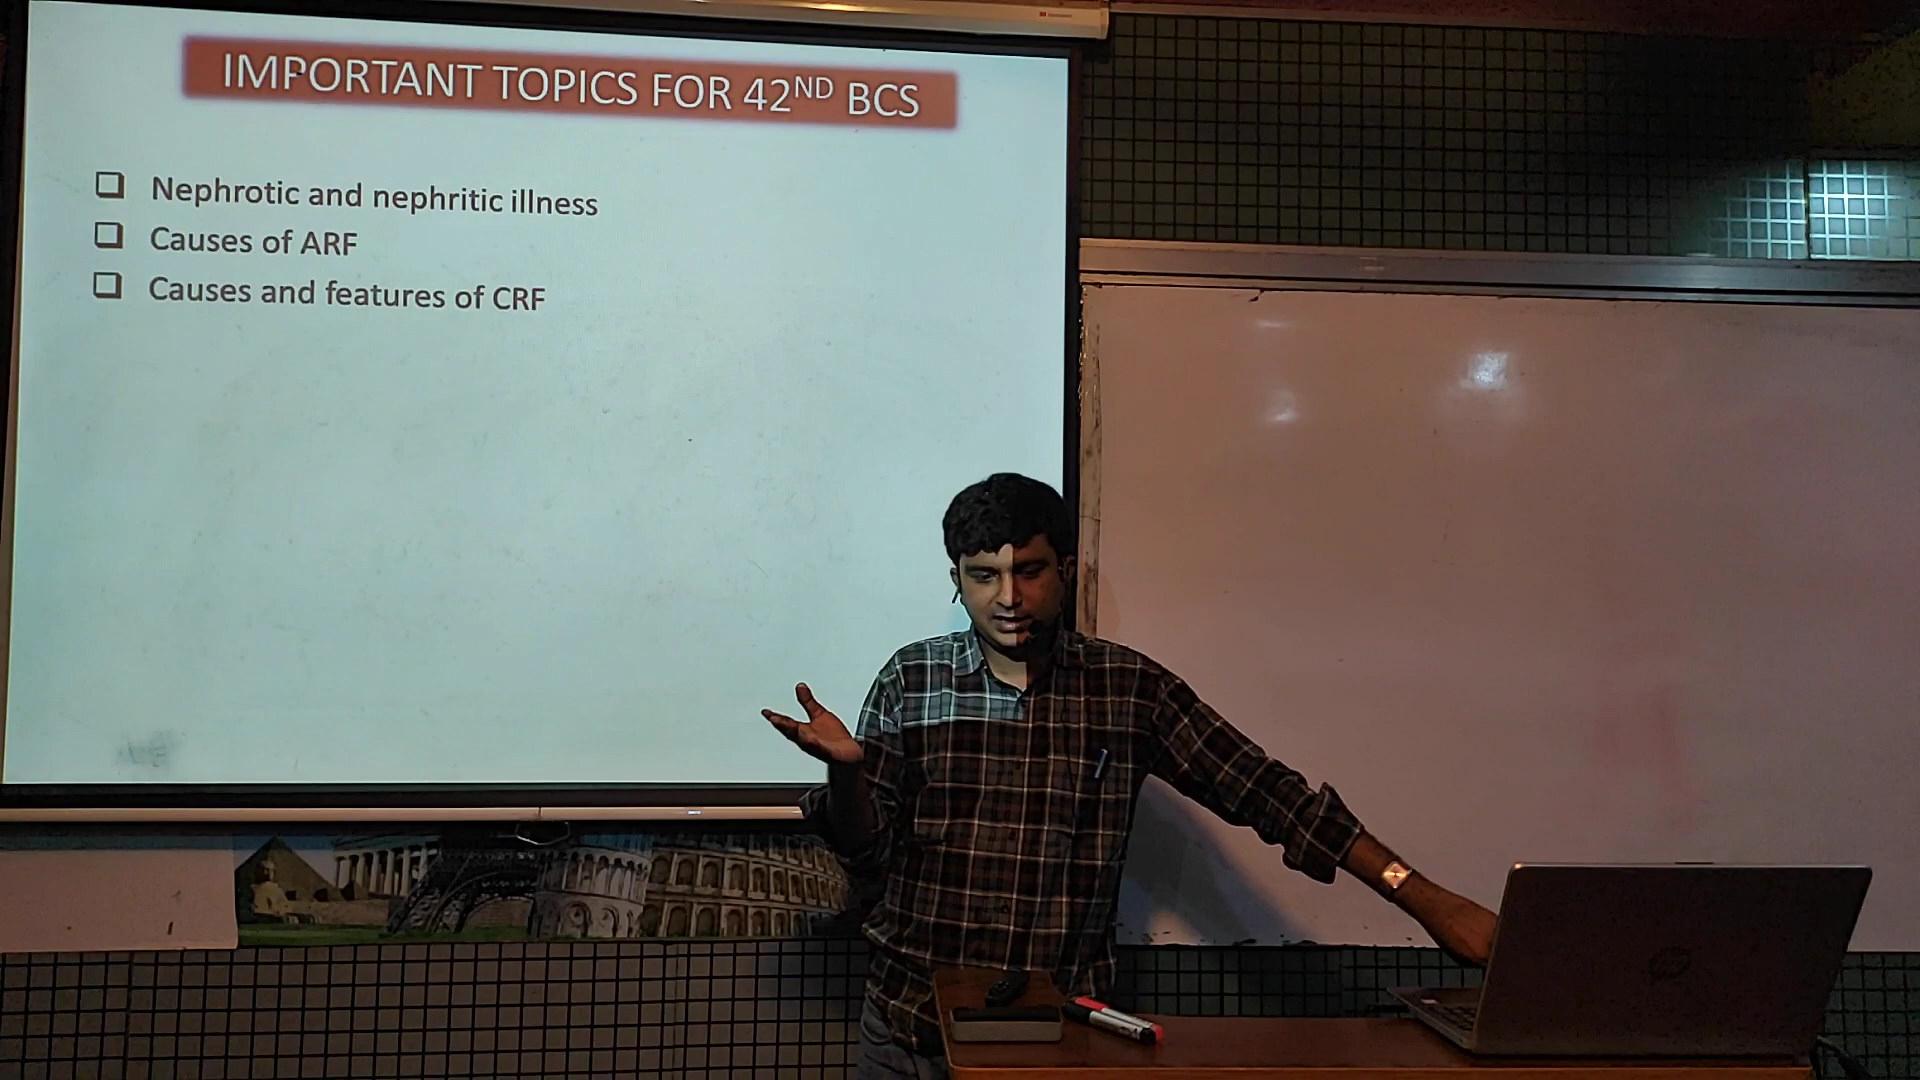 IMPORTANT TOPICS FOR 42ND BCS
Nephrotic and nephritic illness
Causes of ARF
Causes and features of CRF